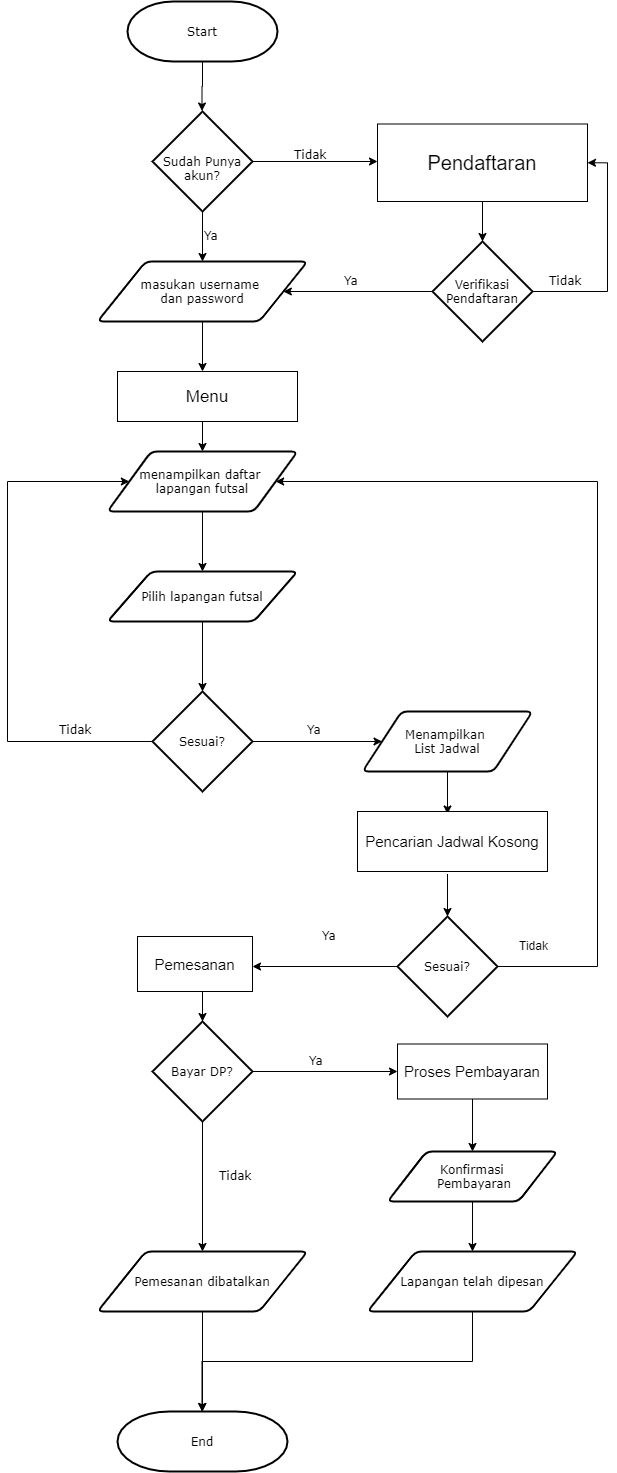 Start
Sudah Punya
akun?
Tidak
Pendaftaran
Ya
masukan username
dan password
Ya
Verifikasi
Pendaftaran
Tidak
Menu
menampilkan daftar
lapangan futsal
Pilih lapangan futsal
Tidak
Sesuai?
Ya
Menampilkan
List Jadwal
Pencarian Jadwal Kosong
Ya
Tidak
Pemesanan
Sesuai?
Bayar DP?
Ya
Proses Pembayaran
Tidak
Konfirmasi
Pembayaran
Pemesanan dibatalkan
Lapangan telah dipesan
End